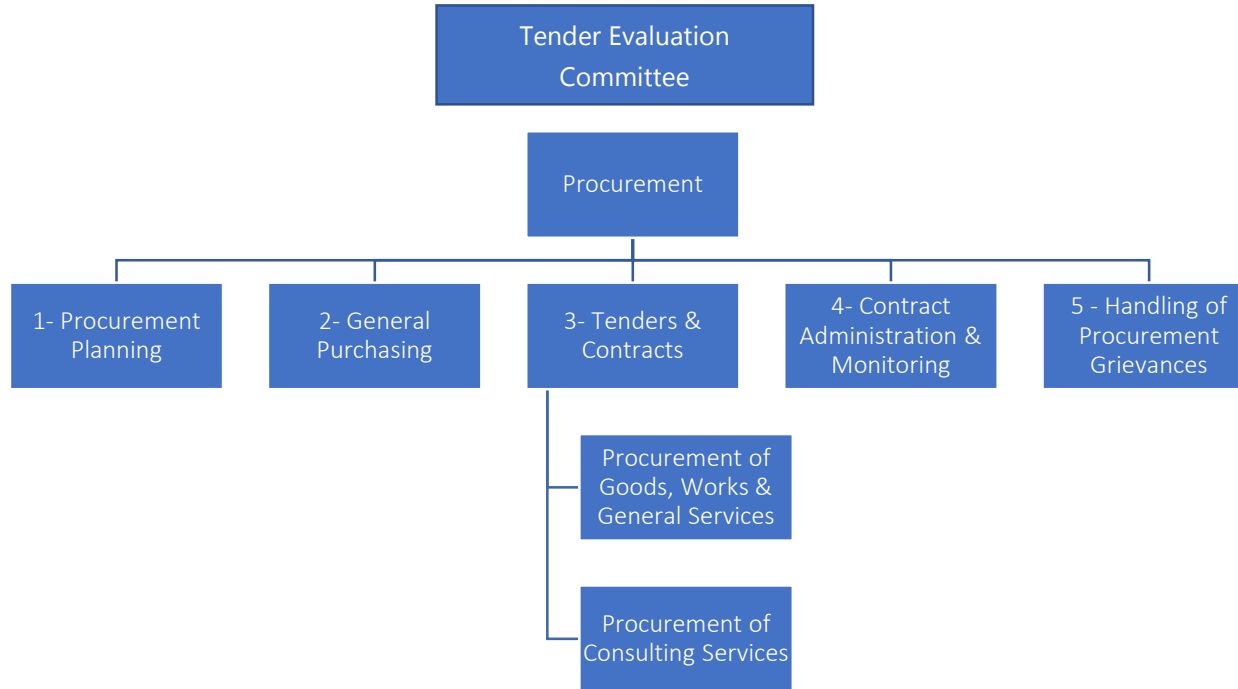 Tender Evaluation
Committee
Procurement
1- Procurement
Planning
2- General
Purchasing
3- Tenders &
Contracts
4- Contract
Administration &
Monitoring
5 - Handling of
Procurement
Grievances
Procurement of
Goods, Works &
General Services
Procurement of
Consulting Services